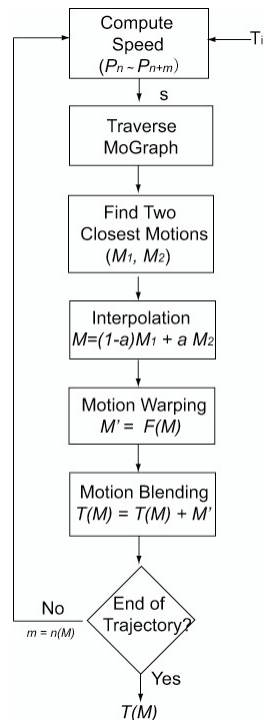 Compute
Speed
(Pn ~ Pn+m)
Ti
s
Traverse
MoGraph
Find Two
Closest Motions
(M1, M2)
Interpolation
M=(1-a)M1 + a M2
Motion Warping
M' = F(M)
Motion Blending
T(M) = T(M) + M'
No
End of
Trajectory?
m = n(M)
Yes
T(M)